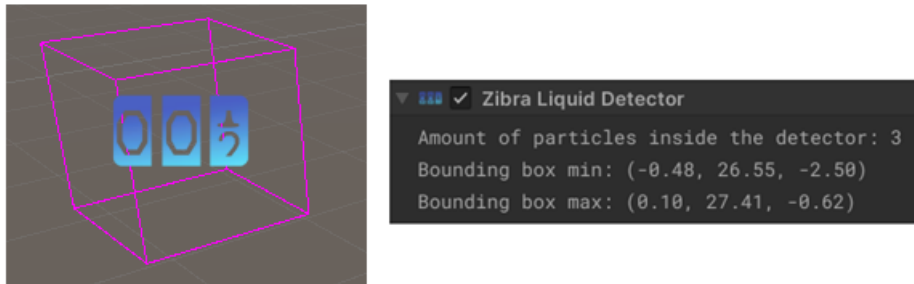 00
Zibra Liquid Detector
Amount of particles inside the detector: 3
Bounding box min: (-0.48, 26.55, -2.50)
Bounding box max: (0.10, 27.41, -0.62)